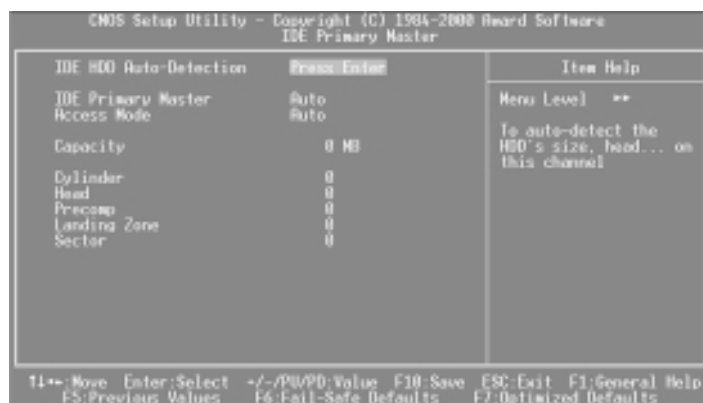 CMOS Setup Utility - Copyright (C) 1984-2000 Award Software
IDE Primary Master
IDE HDD Auto-Detection Press Enter
Item Help
IDE Primary Master Auto
Access Mode Auto
Capacity 0 MB
Cylinder 0
Head 0
Precomp 0
Landing Zone 0
Sector 0
Menu Level ►►
To auto-detect the
HDD's size, head... on
this channel
↑↓→←:Move Enter:Select +/-/PU/PD:Value F10:Save ESC:Exit F1:General Help
F5:Previous Values F6:Fail-Safe Defaults F7:Optimized Defaults